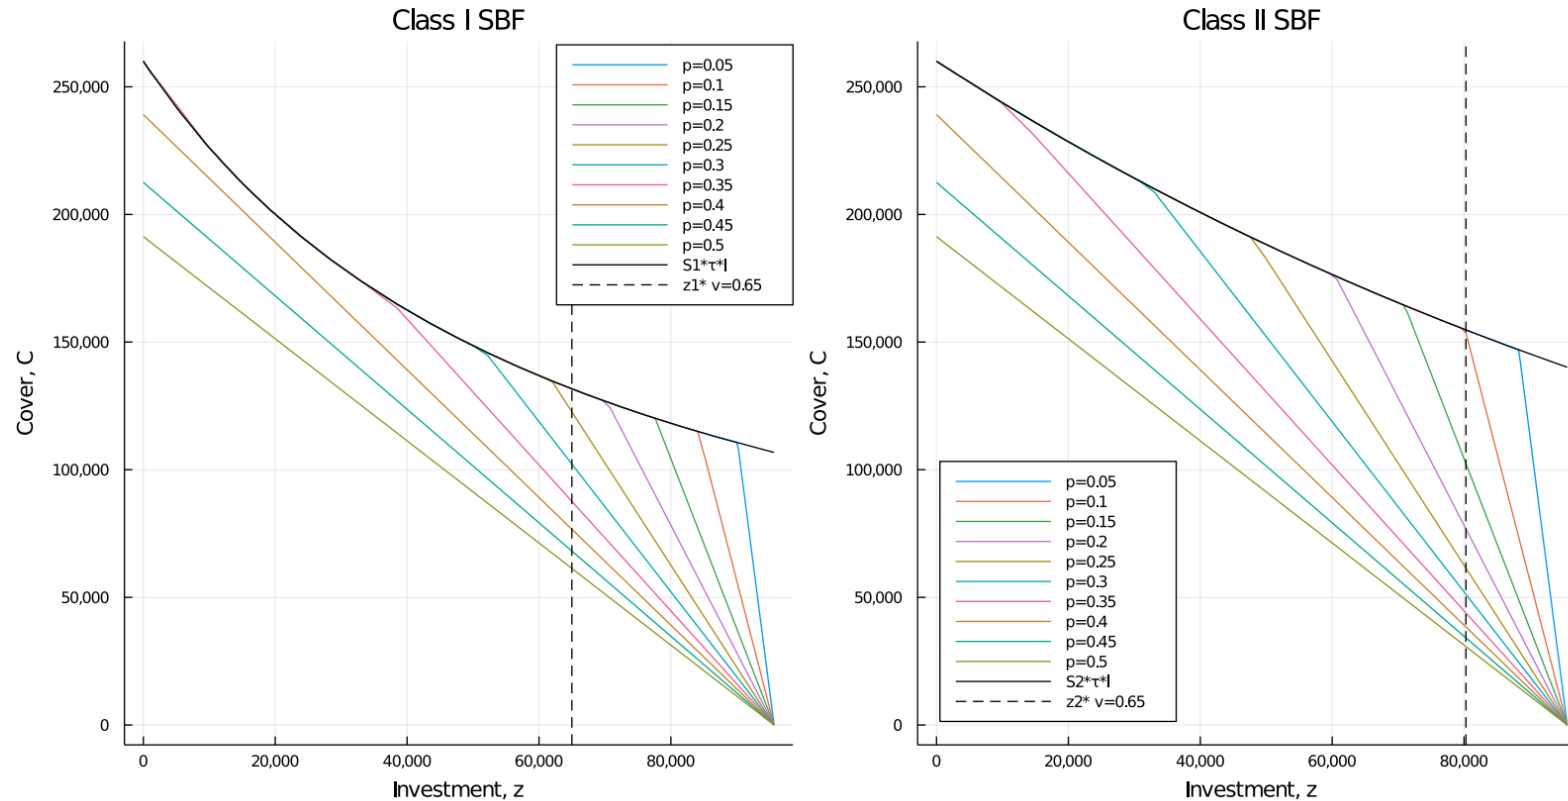 Class I SBF
Cover, C
250,000
200,000
150,000
100,000
50,000
0
p=0.05
p=0.1
p=0.15
p=0.2
p=0.25
p=0.3
p=0.35
p=0.4
p=0.45
p=0.5
S1*τ*l
z1* v=0.65
0
20,000
40,000
60,000
80,000
Investment, z
Class II SBF
Cover, C
250,000
200,000
150,000
100,000
50,000
0
p=0.05
p=0.1
p=0.15
p=0.2
p=0.25
p=0.3
p=0.35
p=0.4
p=0.45
p=0.5
S2*τ*l
z2* v=0.65
0
20,000
40,000
60,000
80,000
Investment, z